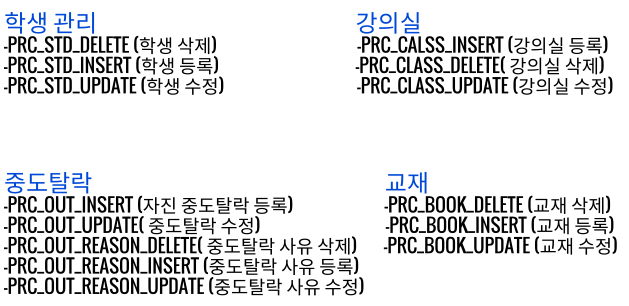 학생 관리
-PRC_STD_DELETE (학생 삭제)
-PRC_STD_INSERT (학생 등록)
-PRC_STD_UPDATE (학생 수정)
강의실
-PRC_CALSS_INSERT (강의실 등록)
-PRC_CLASS_DELETE( 강의실 삭제)
-PRC_CLASS_UPDATE (강의실 수정)
중도탈락
-PRC_OUT_INSERT (자진 중도탈락 등록)
-PRC_OUT_UPDATE( 중도탈락 수정)
-PRC_OUT_REASON_DELETE( 중도탈락 사유 삭제)
-PRC_OUT_REASON_INSERT (중도탈락 사유 등록)
-PRC_OUT_REASON_UPDATE (중도탈락 사유 수정)
교재
-PRC_BOOK_DELETE (교재 삭제)
-PRC_BOOK_INSERT (교재 등록)
-PRC_BOOK_UPDATE (교재 수정)